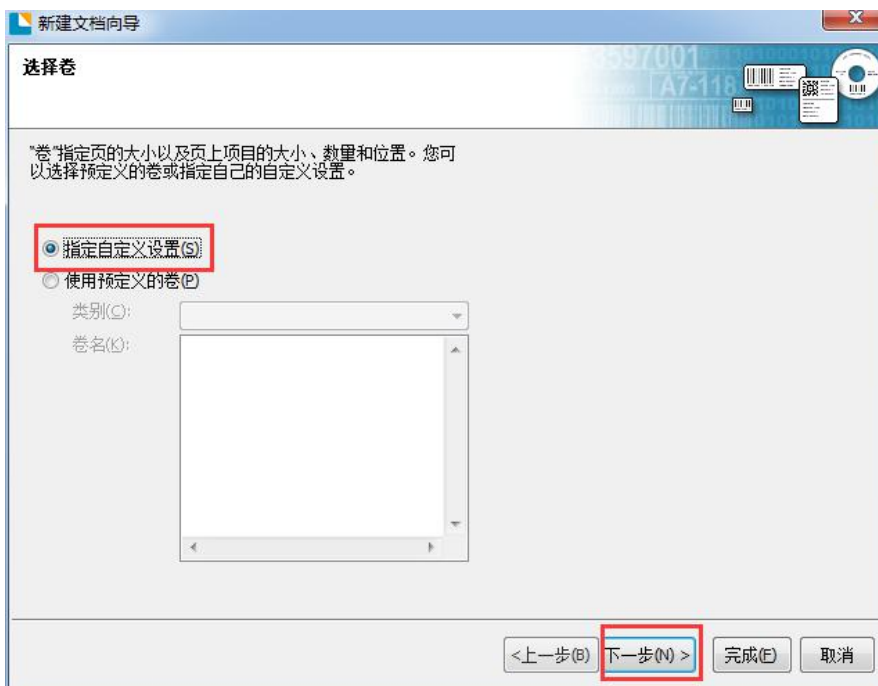 新建文档向导
选择卷
3597001
A7-118
"卷"指定页的大小以及页上项目的大小、数里和位置。您可
以选择预定义的卷或指定自己的自定义设置。
指定自定义设置(S)
使用预定义的卷(P)
类别(C):
卷名(K):
<上一步(B)
下一步(N) >
完成(F)
取消